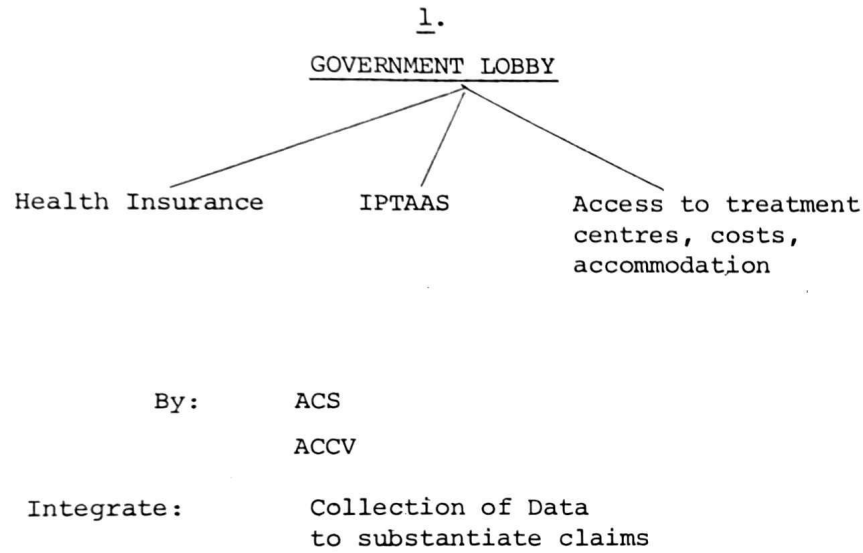 1.
GOVERNMENT LOBBY
Health Insurance
IPTAAS
Access to treatment
centres, costs,
accommodation
By: ACS
ACCV
Integrate: Collection of Data
to substantiate claims